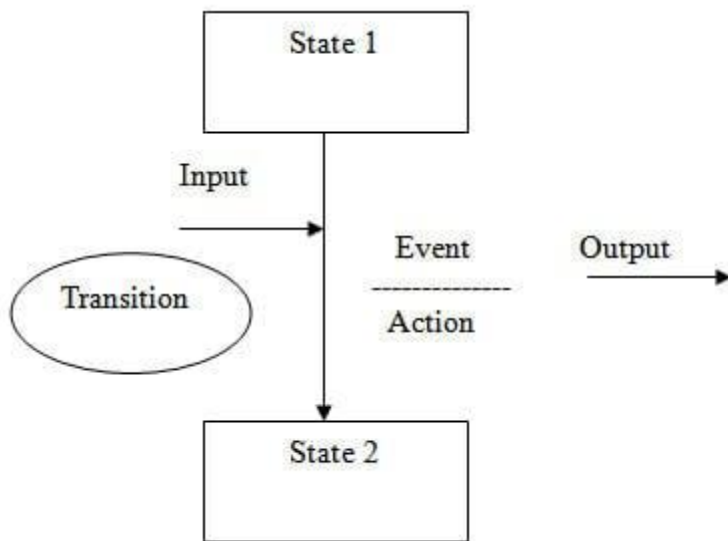 State 1
Input
Event
Output
Transition
Action
State 2